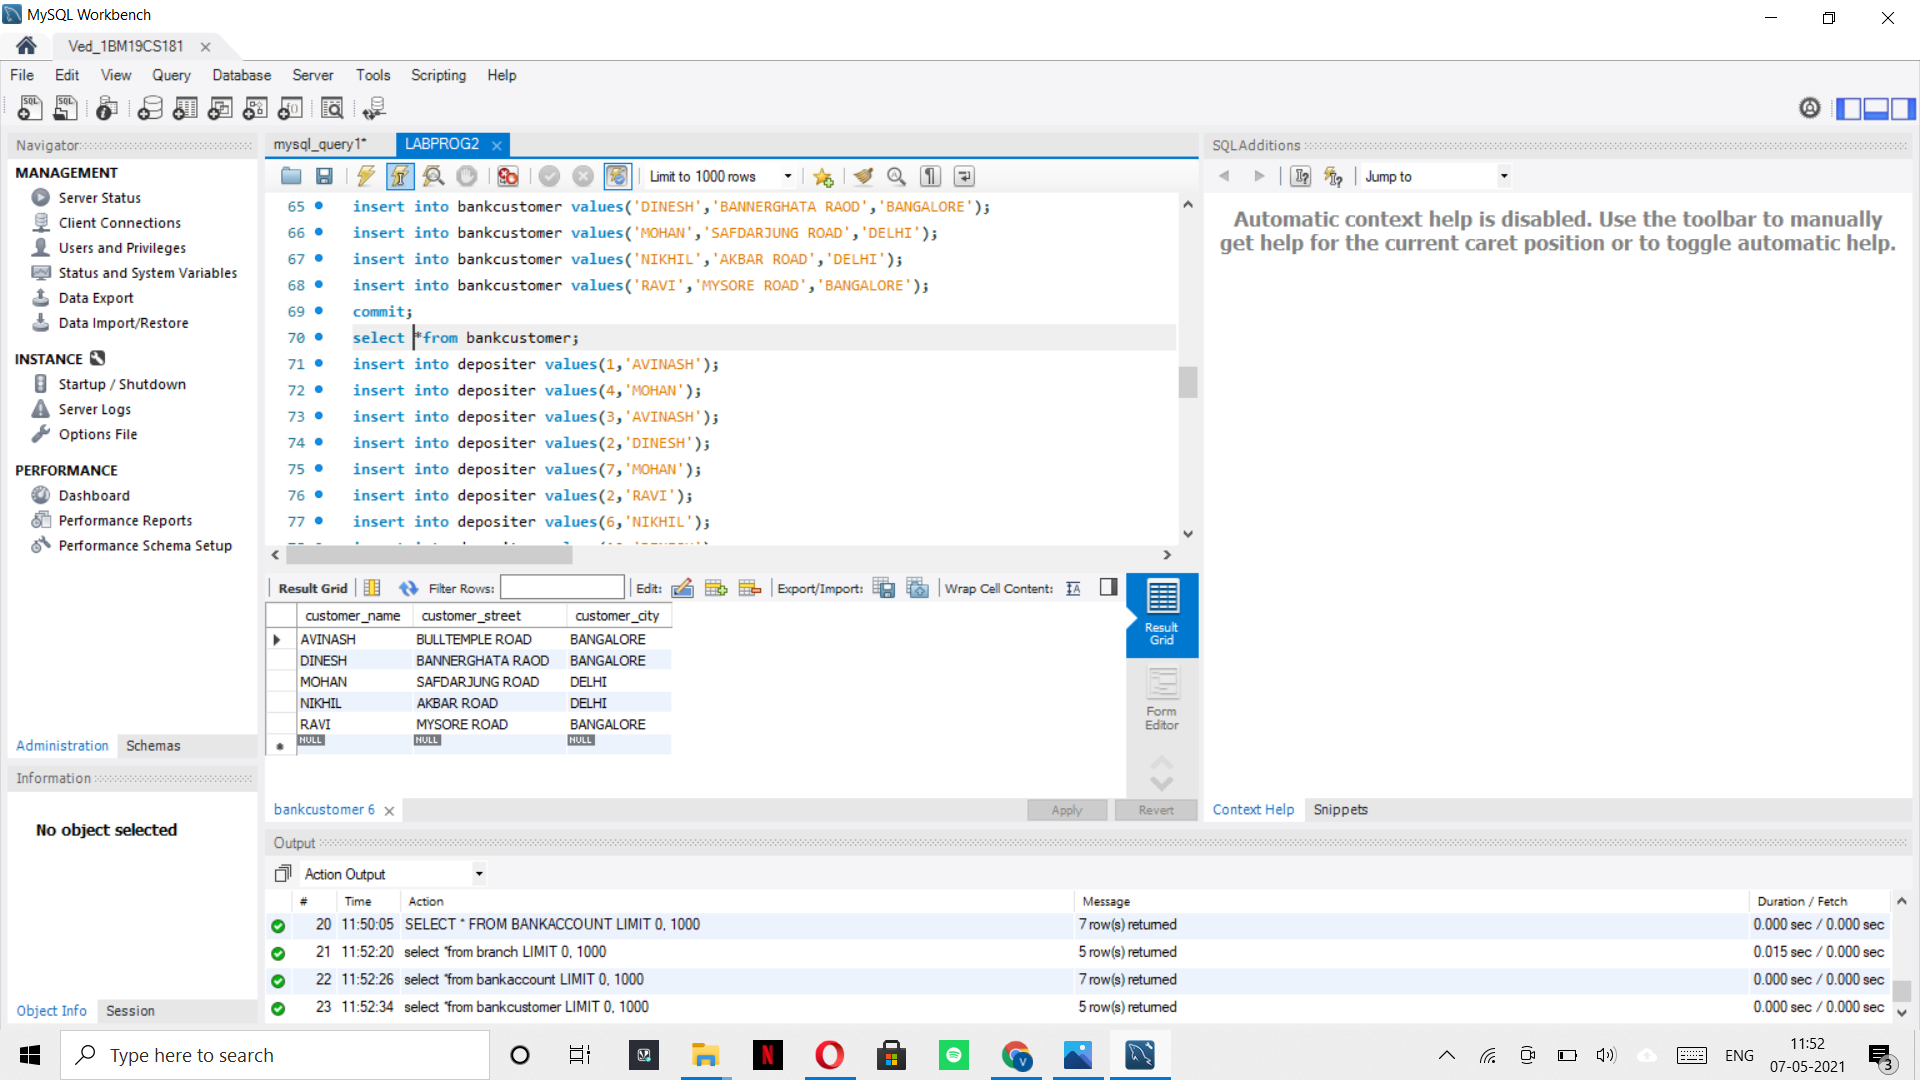 MySQL Workbench
Ved_1BM19CS181
File Edit View Query Database Server Tools Scripting Help
Navigator
MANAGEMENT
Server Status
Client Connections
Users and Privileges
Status and System Variables
Data Export
Data Import/Restore
INSTANCE
Startup / Shutdown
Server Logs
Options File
PERFORMANCE
Dashboard
Performance Reports
Performance Schema Setup
Administration Schemas
Information
No object selected
Object Info Session
mysql_query1* LABPROG2
Limit to 1000 rows
65 insert into bankcustomer values('DINESH','BANNERGHATA RAOD','BANGALORE');
66 insert into bankcustomer values('MOHAN','SAFDARJUNG ROAD','DELHI');
67 insert into bankcustomer values('NIKHIL','AKBAR ROAD','DELHI');
68 insert into bankcustomer values('RAVI','MYSORE ROAD','BANGALORE');
69 commit;
70 select *from bankcustomer;
71 insert into depositer values(1,'AVINASH');
72 insert into depositer values(4,'MOHAN');
73 insert into depositer values(3,'AVINASH');
74 insert into depositer values(2,'DINESH');
75 insert into depositer values(7,'MOHAN');
76 insert into depositer values(2,'RAVI');
77 insert into depositer values(6,'NIKHIL');
Result Grid Filter Rows: Edit: Export/Import: Wrap Cell Content:
customer_name customer_street customer_city
AVINASH BULLTEMPLE ROAD BANGALORE
DINESH BANNERGHATA RAOD BANGALORE
MOHAN SAFDARJUNG ROAD DELHI
NIKHIL AKBAR ROAD DELHI
RAVI MYSORE ROAD BANGALORE
NULL NULL NULL
Result
Grid
Form
Editor
bankcustomer 6 Apply Revert
SQLAdditions
Jump to
Automatic context help is disabled. Use the toolbar to manually
get help for the current caret position or to toggle automatic help.
Context Help Snippets
Output
Action Output
# Time Action Message Duration / Fetch
20 11:50:05 SELECT * FROM BANKACCOUNT LIMIT 0, 1000 7 row(s) returned 0.000 sec / 0.000 sec
21 11:52:20 select *from branch LIMIT 0, 1000 5 row(s) returned 0.015 sec / 0.000 sec
22 11:52:26 select *from bankaccount LIMIT 0, 1000 7 row(s) returned 0.000 sec / 0.000 sec
23 11:52:34 select *from bankcustomer LIMIT 0, 1000 5 row(s) returned 0.000 sec / 0.000 sec
Type here to search
ENG
11:52
07-05-2021
3